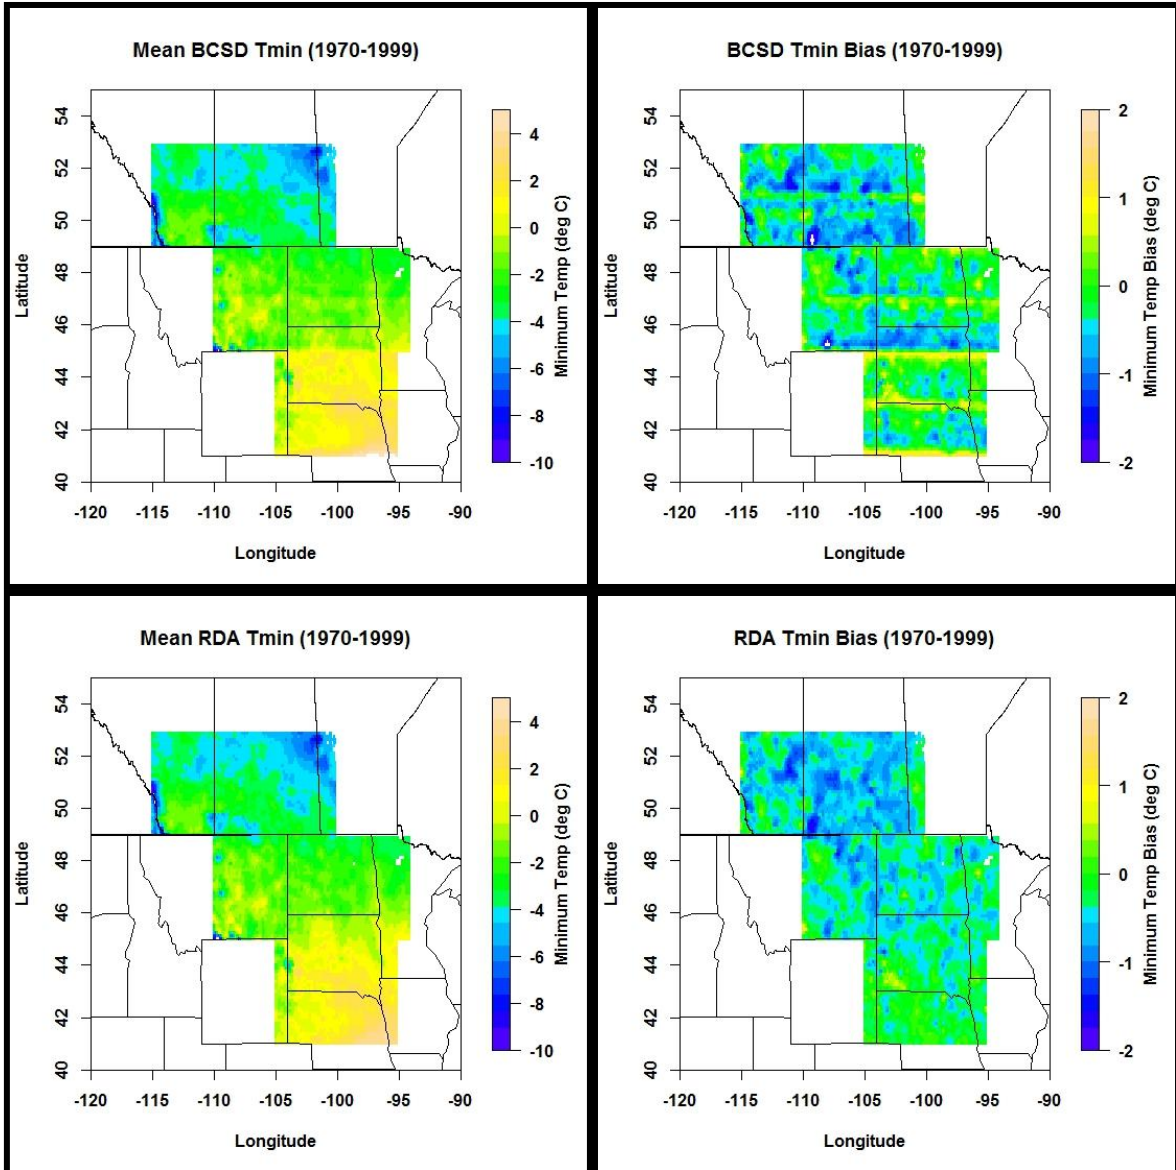 Mean BCSD Tmin (1970-1999)
Latitude
54
52
50
48
46
44
42
40
-120 -115 -110 -105 -100 -95 -90
Longitude
4
2
0
-2
-4
-6
-8
-10
Minimum Temp (deg C)
BCSD Tmin Bias (1970-1999)
Latitude
54
52
50
48
46
44
42
40
-120 -115 -110 -105 -100 -95 -90
Longitude
2
1
0
-1
-2
Minimum Temp Bias (deg C)
Mean RDA Tmin (1970-1999)
Latitude
54
52
50
48
46
44
42
40
-120 -115 -110 -105 -100 -95 -90
Longitude
4
2
0
-2
-4
-6
-8
-10
Minimum Temp (deg C)
RDA Tmin Bias (1970-1999)
Latitude
54
52
50
48
46
44
42
40
-120 -115 -110 -105 -100 -95 -90
Longitude
2
1
0
-1
-2
Minimum Temp Bias (deg C)